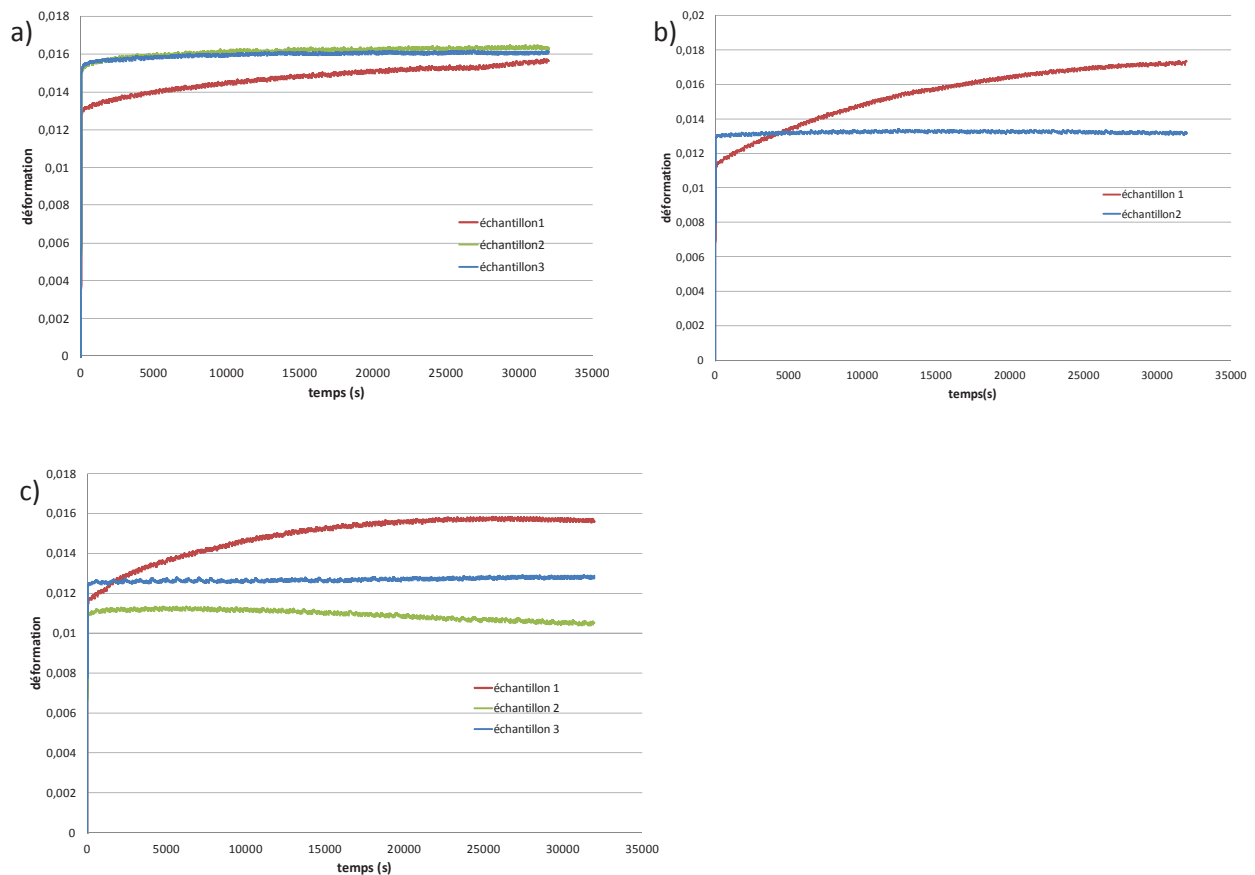 a)
0,018
0,016
0,014
0,012
0,01
0,008
0,006
0,004
0,002
0
déformation
0 5000 10000 15000 20000 25000 30000 35000
temps (s)
échantillon1
échantillon2
échantillon3
b)
0,02
0,018
0,016
0,014
0,012
0,01
0,008
0,006
0,004
0,002
0
déformation
0 5000 10000 15000 20000 25000 30000 35000
temps(s)
échantillon 1
échantillon2
c)
0,018
0,016
0,014
0,012
0,01
0,008
0,006
0,004
0,002
0
déformation
0 5000 10000 15000 20000 25000 30000 35000
temps (s)
échantillon 1
échantillon 2
échantillon 3